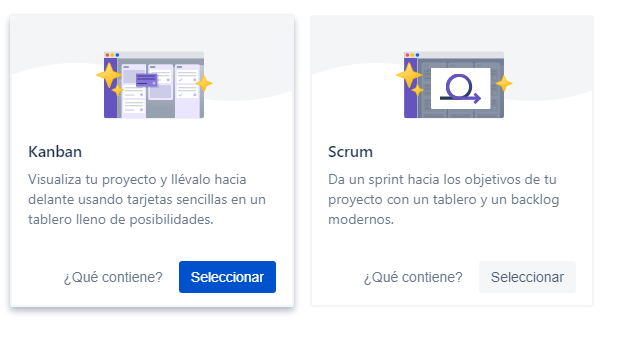 Kanban
Visualiza tu proyecto y llévalo hacia
delante usando tarjetas sencillas en un
tablero lleno de posibilidades.
¿Qué contiene?
Seleccionar
Scrum
Da un sprint hacia los objetivos de tu
proyecto con un tablero y un backlog
modernos.
¿Qué contiene?
Seleccionar